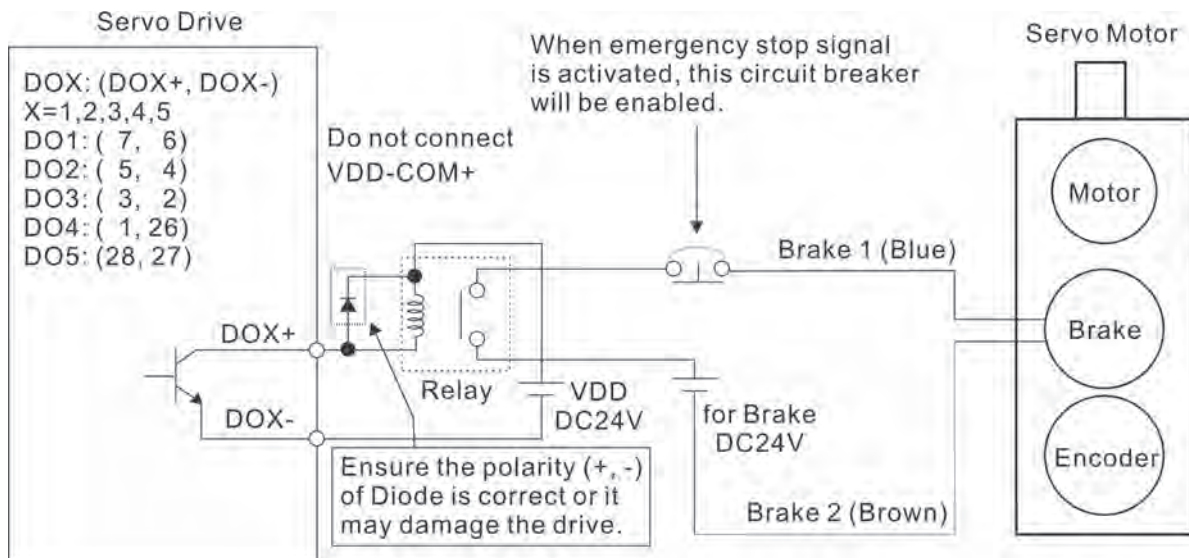 Servo Drive
DOX: (DOX+, DOX-)
X=1,2,3,4,5
DO1: ( 7, 6)
DO2: ( 5, 4)
DO3: ( 3, 2)
DO4: ( 1, 26)
DO5: (28, 27)
Do not connect
VDD-COM+
When emergency stop signal
is activated, this circuit breaker
will be enabled.
Servo Motor
Motor
Brake 1 (Blue)
Brake
DOX+
Relay
VDD
DC24V
for Brake
DC24V
DOX-
Encoder
Ensure the polarity (+, -)
of Diode is correct or it
may damage the drive.
Brake 2 (Brown)